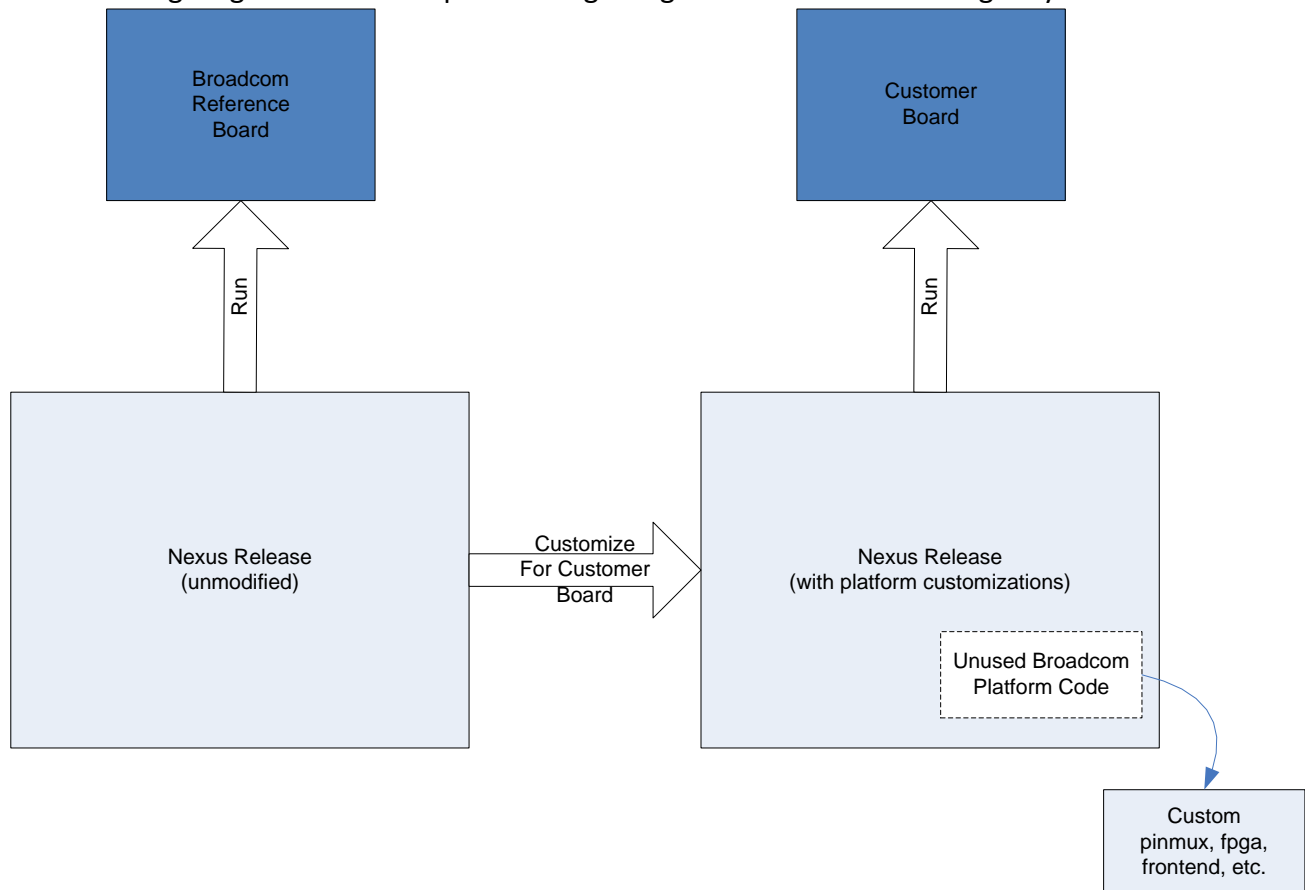 Broadcom
Reference
Board
Customer
Board
Run
Run
Nexus Release
(unmodified)
Customize
For Customer
Board
Nexus Release
(with platform customizations)
Unused Broadcom
Platform Code
Custom
pinmux, fpga,
frontend, etc.